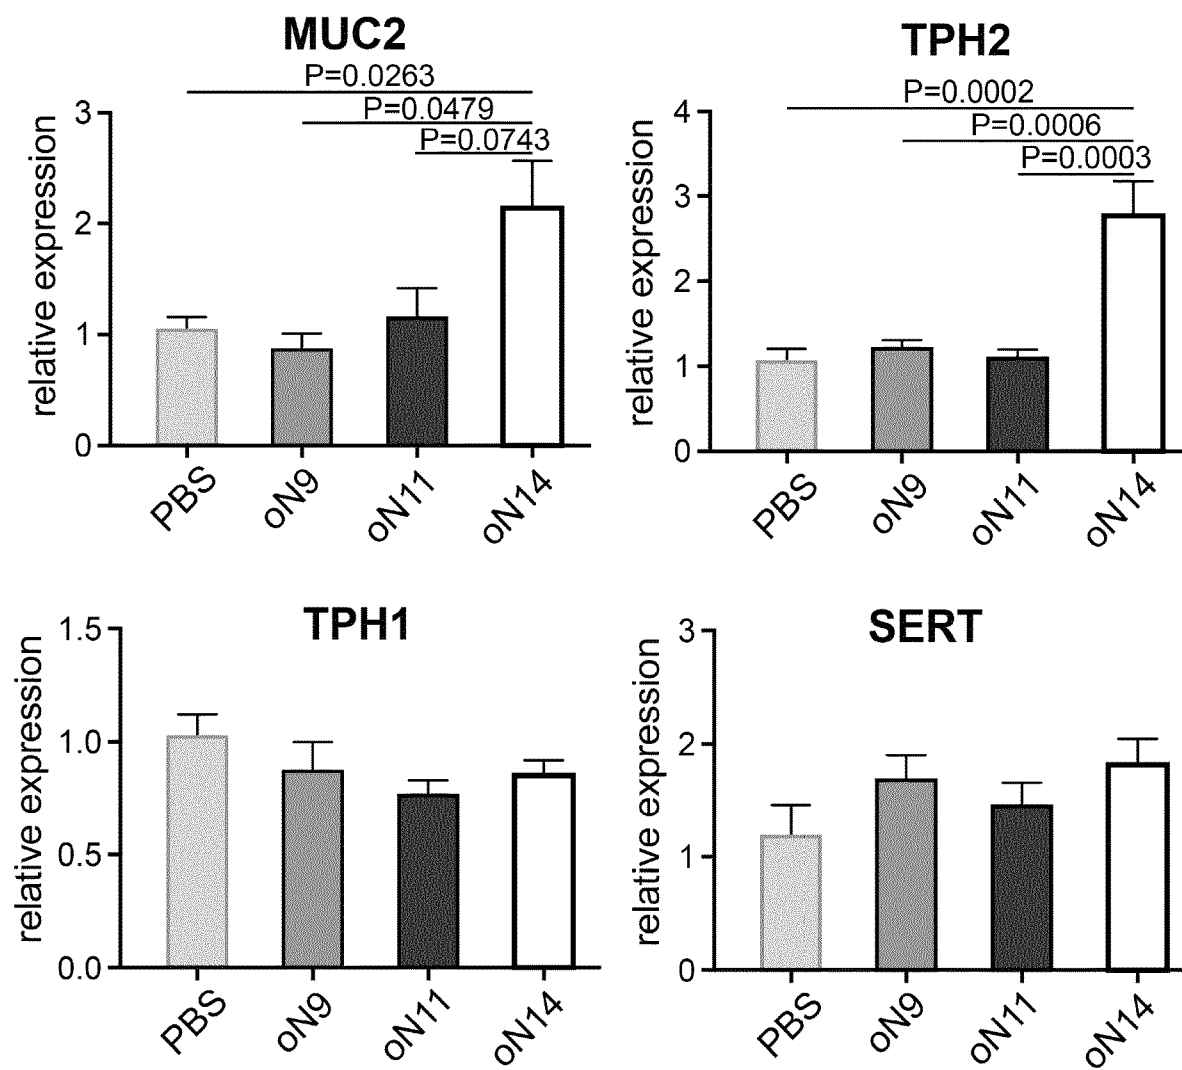 MUC2
P=0.0263
P=0.0479
P=0.0743
relative expression
3
2
1
0
PBS
oN9
oN11
oN14
TPH2
P=0.0002
P=0.0006
P=0.0003
relative expression
4
3
2
1
0
PBS
oN9
oN11
oN14
TPH1
relative expression
1.5
1.0
0.5
0.0
PBS
oN9
oN11
oN14
SERT
relative expression
3
2
1
0
PBS
oN9
oN11
oN14